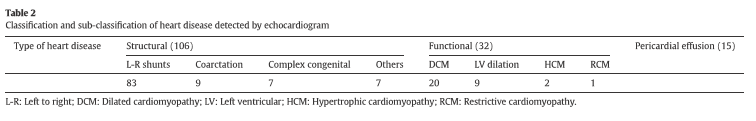 Table 2
Classification and sub-classification of heart disease detected by echocardiogram
Type of heart disease Structural (106) Functional (32) Pericardial effusion (15)
L-R shunts Coarctation Complex congenital Others DCM LV dilation HCM RCM
83 9 7 7 20 9 2 1
L-R: Left to right; DCM: Dilated cardiomyopathy; LV: Left ventricular; HCM: Hypertrophic cardiomyopathy; RCM: Restrictive cardiomyopathy.